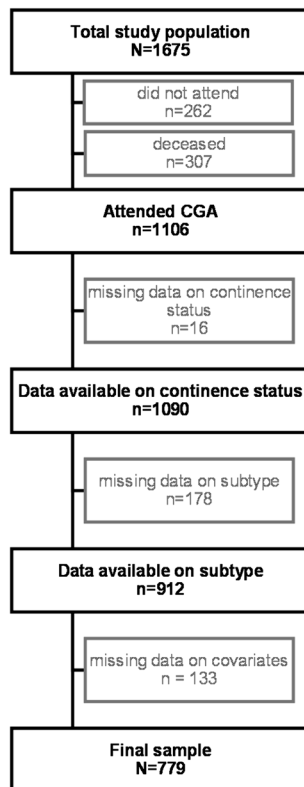 Total study population
N=1675
did not attend
n=262
deceased
n=307
Attended CGA
n=1106
missing data on continence
status
n=16
Data available on continence status
n=1090
missing data on subtype
n=178
Data available on subtype
n=912
missing data on covariates
n = 133
Final sample
N=779